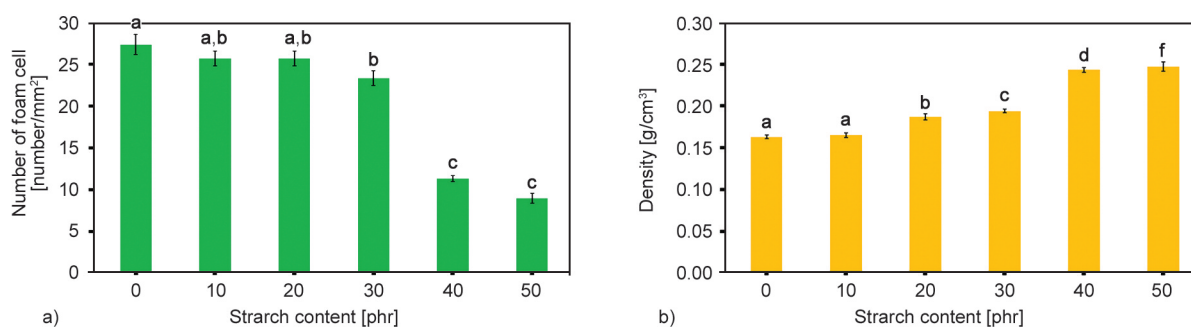 Number of foam cell
[number/mm²]
30
25
20
15
10
5
0
a
a,b
a,b
b
c
c
0 10 20 30 40 50
Strarch content [phr]
a)
Density [g/cm³]
0.30
0.25
0.20
0.15
0.10
0.05
0.00
a
a
b
c
d
f
0 10 20 30 40 50
Strarch content [phr]
b)